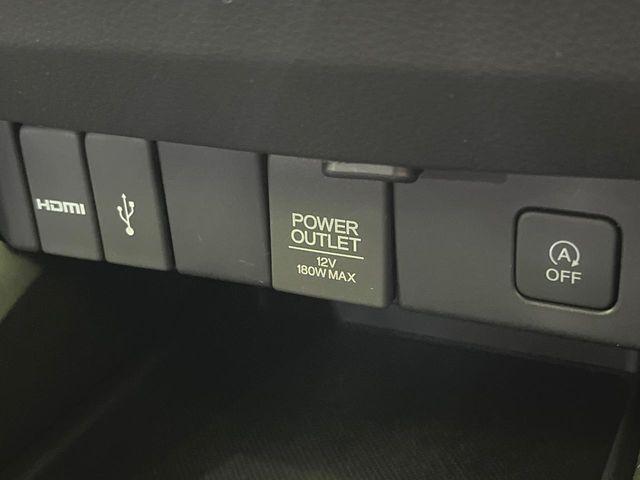 HDMI
POWER
OUTLET
12V
180W MAX
A
OFF